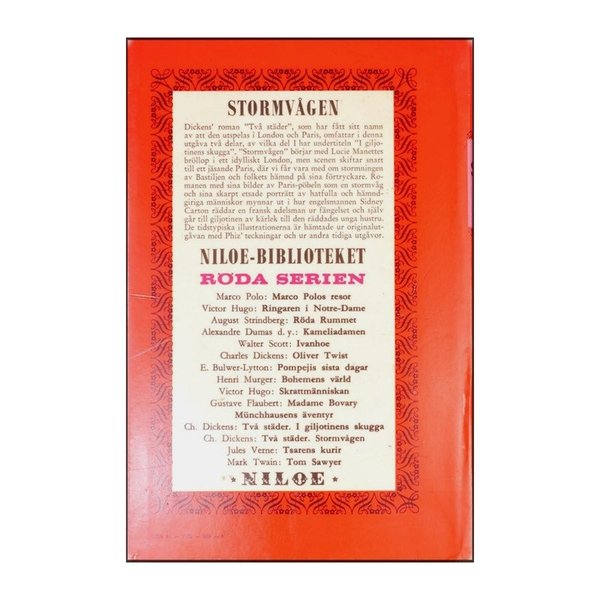 STORMVÅGEN
Dickens' roman "Två städer", som har fått sitt namn
av att den utspelas i London och Paris, omfattar i denna
utgåva två delar, av vilka del I har undertiteln "I giljo-
tinens skugga". "Stormvågen" börjar med Lucie Manettes
bröllop i ett idylliskt London, men scenen skiftar snart
till ett jäsande Paris, där vi får vara med om stormningen
av Bastiljen och folkets hämnd på sina förtryckare. Ro-
manen med sina bilder av Paris-pöbeln som en stormvåg
och sina skarpt etsade porträtt av hatfulla och hämnd-
giriga människor mynnar ut i hur engelsmannen Sidney
Carton räddar en fransk adelsman ur fängelset och själv
går till giljotinen av kärlek till den räddades unga hustru.
De tidstypiska illustrationerna är hämtade ur originalut-
gåvan med Phiz' teckningar och ur andra tidiga utgåvor.
NILOE-BIBLIOTEKET
RÖDA SERIEN
Marco Polo: Marco Polos resor
Victor Hugo: Ringaren i Notre-Dame
August Strindberg: Röda Rummet
Alexandre Dumas d. y.: Kameliadamen
Walter Scott: Ivanhoe
Charles Dickens: Oliver Twist
E. Bulwer-Lytton: Pompejis sista dagar
Henri Murger: Bohemens värld
Victor Hugo: Skrattmänniskan
Gustave Flaubert: Madame Bovary
Münchhausens äventyr
Ch. Dickens: Två städer. I giljotinens skugga
Ch. Dickens: Två städer. Stormvågen
Jules Verne: Tsarens kurir
Mark Twain: Tom Sawyer
* NILOE *